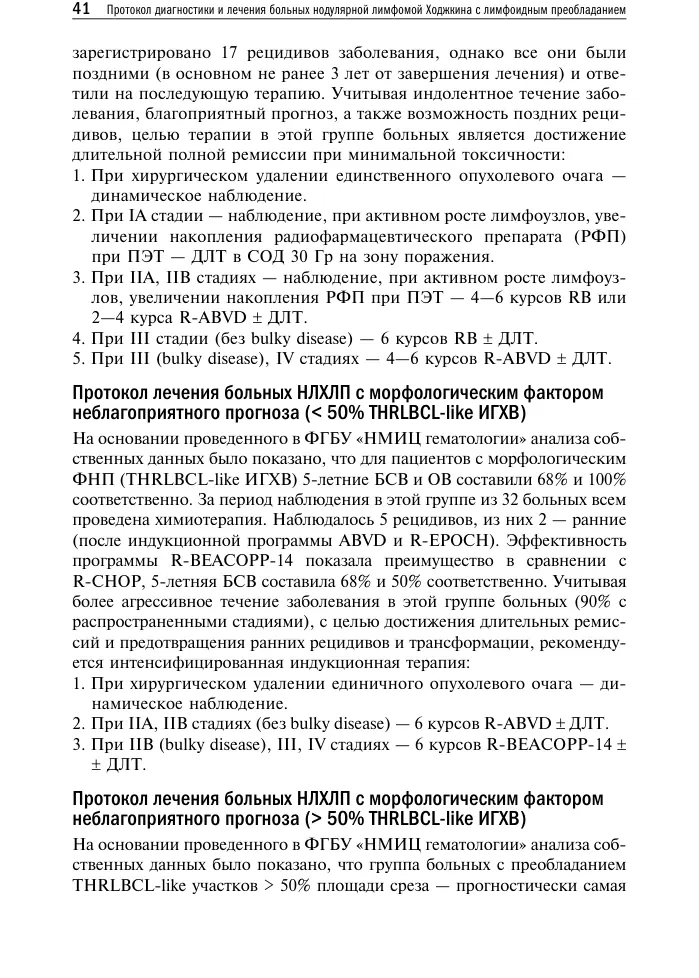 41 Протокол диагностики и лечения больных нодулярной лимфомой Ходжкина с лимфоидным преобладанием
зарегистрировано 17 рецидивов заболевания, однако все они были
поздними (в основном не ранее 3 лет от завершения лечения) и отве-
тили на последующую терапию. Учитывая индолентное течение забо-
левания, благоприятный прогноз, а также возможность поздних реци-
дивов, целью терапии в этой группе больных является достижение
длительной полной ремиссии при минимальной токсичности:
1. При хирургическом удалении единственного опухолевого очага —
динамическое наблюдение.
2. При IA стадии — наблюдение, при активном росте лимфоузлов, уве-
личении накопления радиофармацевтического препарата (РФП)
при ПЭТ — ДЛТ в СОД 30 Гр на зону поражения.
3. При IIA, IIB стадиях — наблюдение, при активном росте лимфоуз-
лов, увеличении накопления РФП при ПЭТ — 4—6 курсов RB или
2—4 курса R-ABVD ± ДЛТ.
4. При III стадии (без bulky disease) — 6 курсов RB ± ДЛТ.
5. При III (bulky disease), IV стадиях — 4—6 курсов R-ABVD ± ДЛТ.
Протокол лечения больных НЛХЛП с морфологическим фактором
неблагоприятного прогноза (< 50% THRLBCL-like ИГХВ)
На основании проведенного в ФГБУ «НМИЦ гематологии» анализа соб-
ственных данных было показано, что для пациентов с морфологическим
ФНП (THRLBCL-like ИГХВ) 5-летние БСВ и ОВ составили 68% и 100%
соответственно. За период наблюдения в этой группе из 32 больных всем
проведена химиотерапия. Наблюдалось 5 рецидивов, из них 2 — ранние
(после индукционной программы ABVD и R-EPOCH). Эффективность
программы R-BEACOPP-14 показала преимущество в сравнении с
R-CHOP, 5-летняя БСВ составила 68% и 50% соответственно. Учитывая
более агрессивное течение заболевания в этой группе больных (90% с
распространенными стадиями), с целью достижения длительных ремис-
сий и предотвращения ранних рецидивов и трансформации, рекоменду-
ется интенсифицированная индукционная терапия:
1. При хирургическом удалении единичного опухолевого очага — ди-
намическое наблюдение.
2. При IIA, IIB стадиях (без bulky disease) — 6 курсов R-ABVD ± ДЛТ.
3. При IIB (bulky disease), III, IV стадиях — 6 курсов R-BEACOPP-14 ±
± ДЛТ.
Протокол лечения больных НЛХЛП с морфологическим фактором
неблагоприятного прогноза (> 50% THRLBCL-like ИГХВ)
На основании проведенного в ФГБУ «НМИЦ гематологии» анализа соб-
ственных данных было показано, что группа больных с преобладанием
THRLBCL-like участков > 50% площади среза — прогностически самая